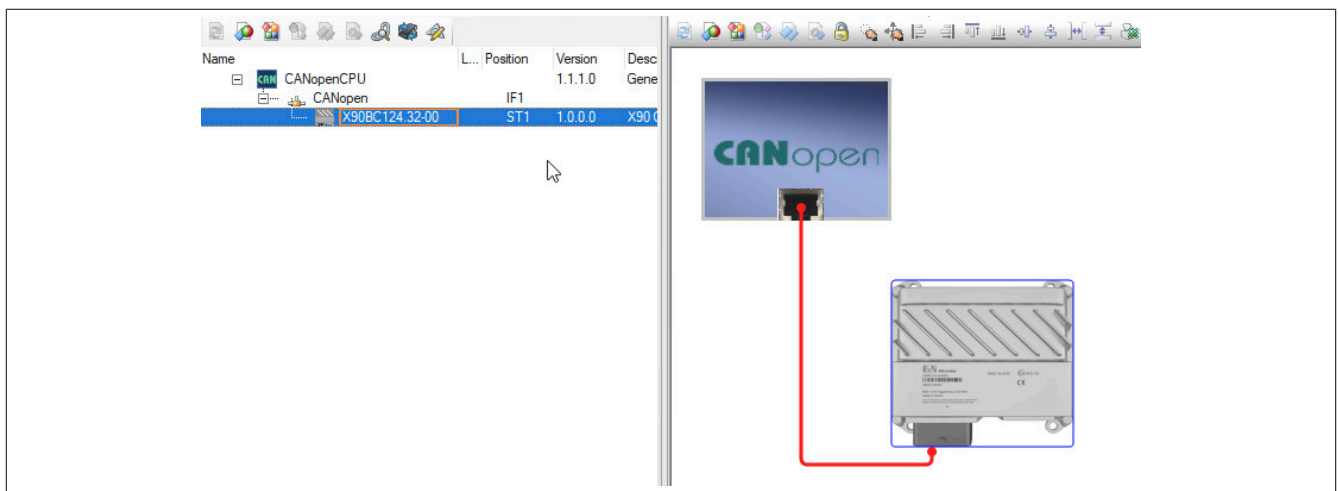 Name L... Position Version Desc
CAN CANopenCPU 1.1.1.0 Gene
CANopen IF1
X90BC124.32-00 ST1 1.0.0.0 X90 C
CANopen
CE